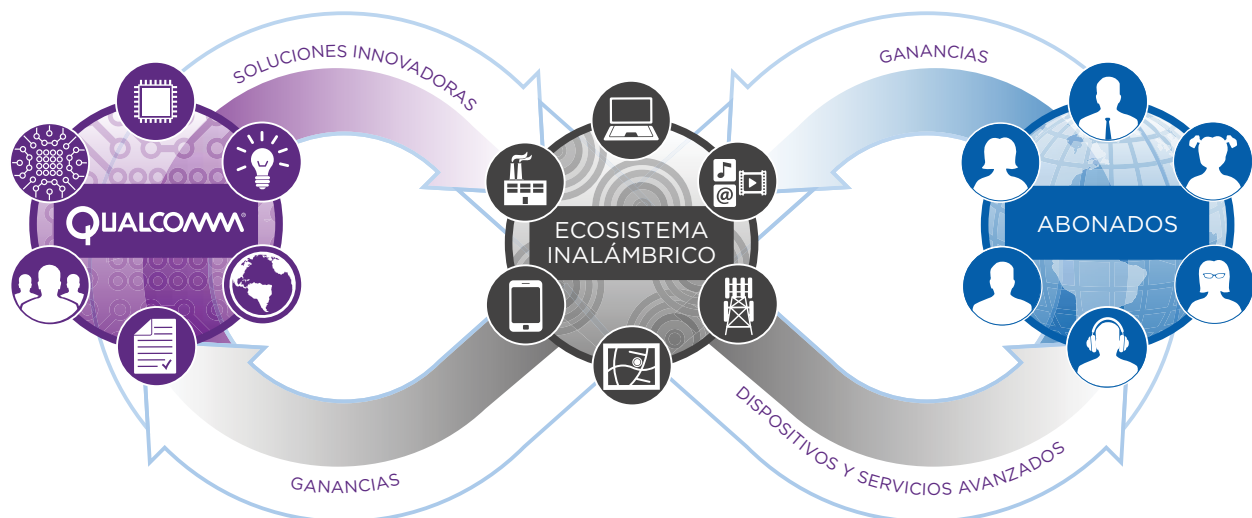 SOLUCIONES INNOVADORAS
GANANCIAS
QUALCOMM®
ECOSISTEMA
INALÁMBRICO
ABONADOS
@
GANANCIAS
DISPOSITIVOS Y SERVICIOS AVANZADOS